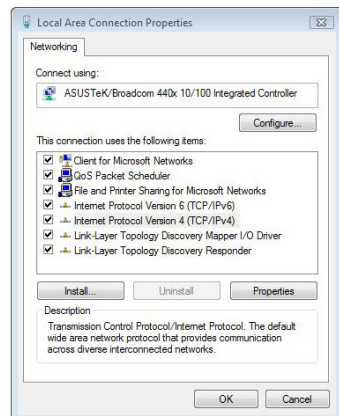 Local Area Connection Properties
Networking
Connect using:
ASUSTeK/Broadcom 440x 10/100 Integrated Controller
Configure...
This connection uses the following items:
Client for Microsoft Networks
QoS Packet Scheduler
File and Printer Sharing for Microsoft Networks
Internet Protocol Version 6 (TCP/IPv6)
Internet Protocol Version 4 (TCP/IPv4)
Link-Layer Topology Discovery Mapper I/O Driver
Link-Layer Topology Discovery Responder
Install...
Uninstall
Properties
Description
Transmission Control Protocol/Internet Protocol. The default
wide area network protocol that provides communication
across diverse interconnected networks.
OK
Cancel